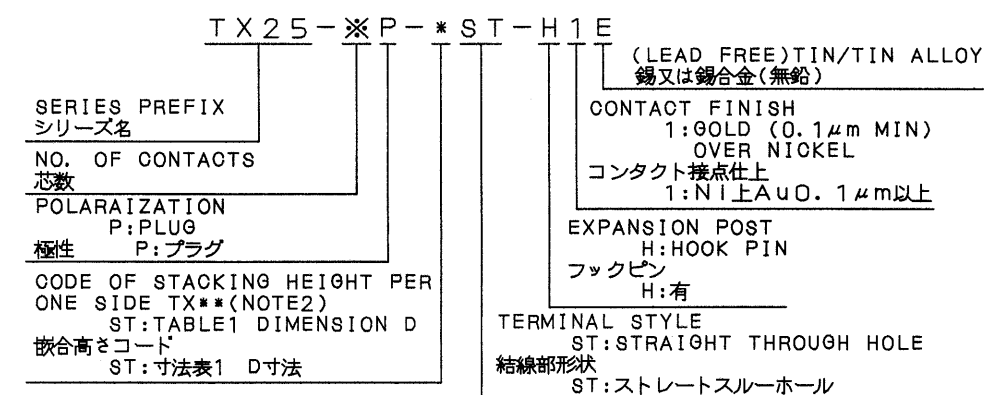 TX25-※P-*ST-H1E
(LEAD FREE)TIN/TIN ALLOY
錫又は錫合金(無鉛)
SERIES PREFIX
シリーズ名
NO. OF CONTACTS
芯数
POLARAIZATION
P:PLUG
極性 P:プラグ
CODE OF STACKING HEIGHT PER
ONE SIDE TX**(NOTE2)
ST:TABLE1 DIMENSION D
嵌合高さコード
ST:寸法表1 D寸法
CONTACT FINISH
1:GOLD (0.1μm MIN)
OVER NICKEL
コンタクト接点仕上
1:Ni上Au0.1μm以上
EXPANSION POST
H:HOOK PIN
フックピン
H:有
TERMINAL STYLE
ST:STRAIGHT THROUGH HOLE
結線部形状
ST:ストレートスルーホール